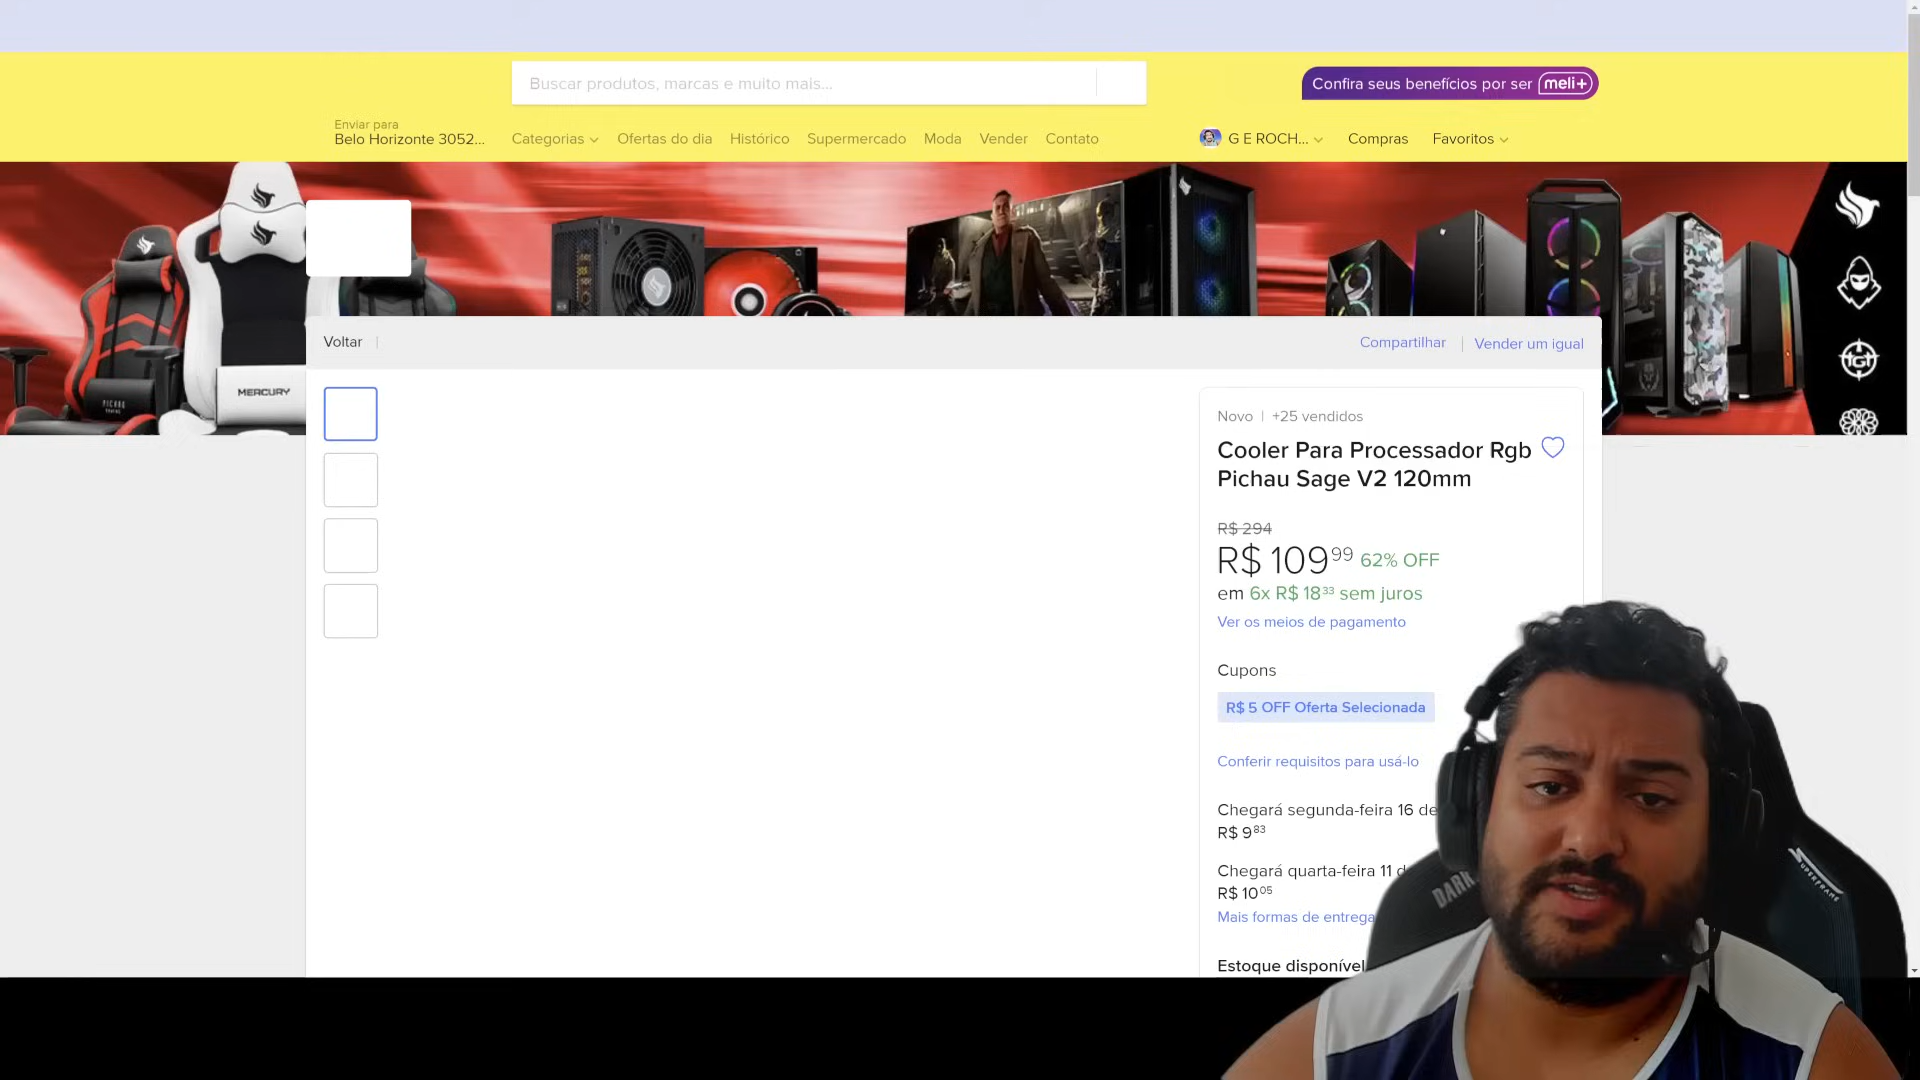 Buscar produtos, marcas e muito mais...
Confira seus benefícios por ser meli+
Enviar para
Belo Horizonte 3052...
Categorias
Ofertas do dia
Histórico
Supermercado
Moda
Vender
Contato
G E ROCH...
Compras
Favoritos
MERCURY
PICHAU
Voltar
Compartilhar
Vender um igual
Novo | +25 vendidos
Cooler Para Processador Rgb
Pichau Sage V2 120mm
R$ 294
R$ 109 99 62% OFF
em 6x R$ 18 33 sem juros
Ver os meios de pagamento
Cupons
R$ 5 OFF Oferta Selecionada
Conferir requisitos para usá-lo
Chegará segunda-feira 16 de
R$ 9 83
Chegará quarta-feira 11 d
R$ 10 05
Mais formas de entrega
Estoque disponível
DARK
SUPERFRAME